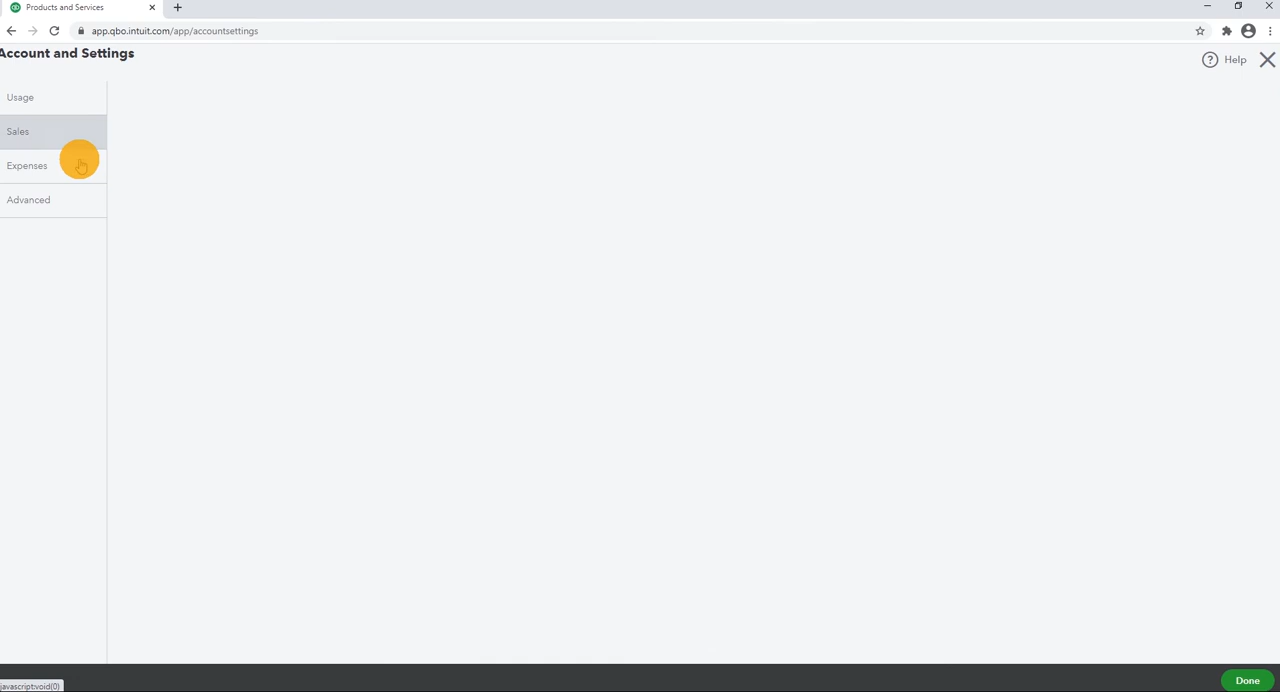 Products and Services
app.qbo.intuit.com/app/accountsettings
Account and Settings
Help
Usage
Sales
Expenses
Advanced
Done
javascript:void(0)